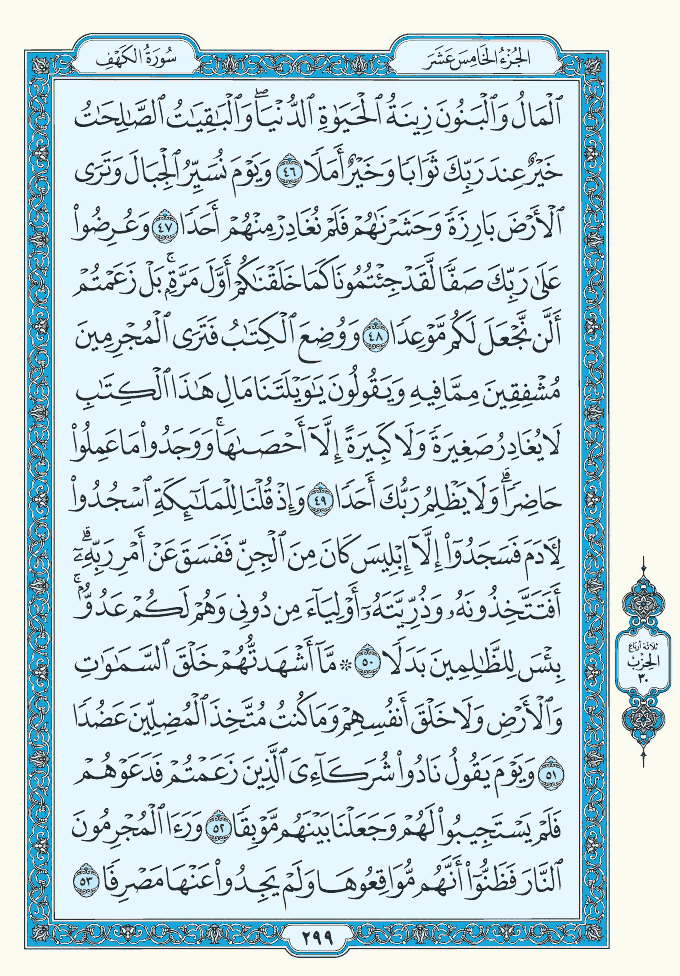 الجُزْءُ الخَامِسَ عَشَرَ
سُورَةُ الكَهْفِ
ٱلْمَالُ وَٱلْبَنُونَ زِينَةُ ٱلْحَيَوٰةِ ٱلدُّنْيَاۖ وَٱلْبَٰقِيَٰتُ ٱلصَّٰلِحَٰتُ
خَيْرٌ عِندَ رَبِّكَ ثَوَابًا وَخَيْرٌ أَمَلًا ٤٦ وَيَوْمَ نُسَيِّرُ ٱلْجِبَالَ وَتَرَى
ٱلْأَرْضَ بَارِزَةً وَحَشَرْنَٰهُمْ فَلَمْ نُغَادِرْ مِنْهُمْ أَحَدًا ٤٧ وَعُرِضُوا۟
عَلَىٰ رَبِّكَ صَفًّا لَّقَدْ جِئْتُمُونَا كَمَا خَلَقْنَٰكُمْ أَوَّلَ مَرَّةٍۭۚ بَلْ زَعَمْتُمْ
أَلَّن نَّجْعَلَ لَكُم مَّوْعِدًا ٤٨ وَوُضِعَ ٱلْكِتَٰبُ فَتَرَى ٱلْمُجْرِمِينَ
مُشْفِقِينَ مِمَّا فِيهِ وَيَقُولُونَ يَٰوَيْلَتَنَا مَالِ هَٰذَا ٱلْكِتَٰبِ
لَا يُغَادِرُ صَغِيرَةً وَلَا كَبِيرَةً إِلَّآ أَحْصَىٰهَاۚ وَوَجَدُوا۟ مَا عَمِلُوا۟
حَاضِرًاۗ وَلَا يَظْلِمُ رَبُّكَ أَحَدًا ٤٩ وَإِذْ قُلْنَا لِلْمَلَٰٓئِكَةِ ٱسْجُدُوا۟
لِءَادَمَ فَسَجَدُوٓا۟ إِلَّآ إِبْلِيسَ كَانَ مِنَ ٱلْجِنِّ فَفَسَقَ عَنْ أَمْرِ رَبِّهِۦٓۗ
أَفَتَتَّخِذُونَهُۥ وَذُرِّيَّتَهُۥٓ أَوْلِيَآءَ مِن دُونِى وَهُمْ لَكُمْ عَدُوٌّۢۚ
بِئْسَ لِلظَّٰلِمِينَ بَدَلًا ٥٠ ۞ مَّآ أَشْهَدتُّهُمْ خَلْقَ ٱلسَّمَٰوَٰتِ
وَٱلْأَرْضِ وَلَا خَلْقَ أَنفُسِهِمْ وَمَا كُنتُ مُتَّخِذَ ٱلْمُضِلِّينَ عَضُدًا
٥١ وَيَوْمَ يَقُولُ نَادُوا۟ شُرَكَآءِىَ ٱلَّذِينَ زَعَمْتُمْ فَدَعَوْهُمْ
فَلَمْ يَسْتَجِيبُوا۟ لَهُمْ وَجَعَلْنَا بَيْنَهُم مَّوْبِقًا ٥٢ وَرَءَا ٱلْمُجْرِمُونَ
ٱلنَّارَ فَظَنُّوٓا۟ أَنَّهُم مُّوَاقِعُوهَا وَلَمْ يَجِدُوا۟ عَنْهَا مَصْرِفًا ٥٣
ثلاثة أرباع
الحِزْبُ
٣٠
٢٩٩